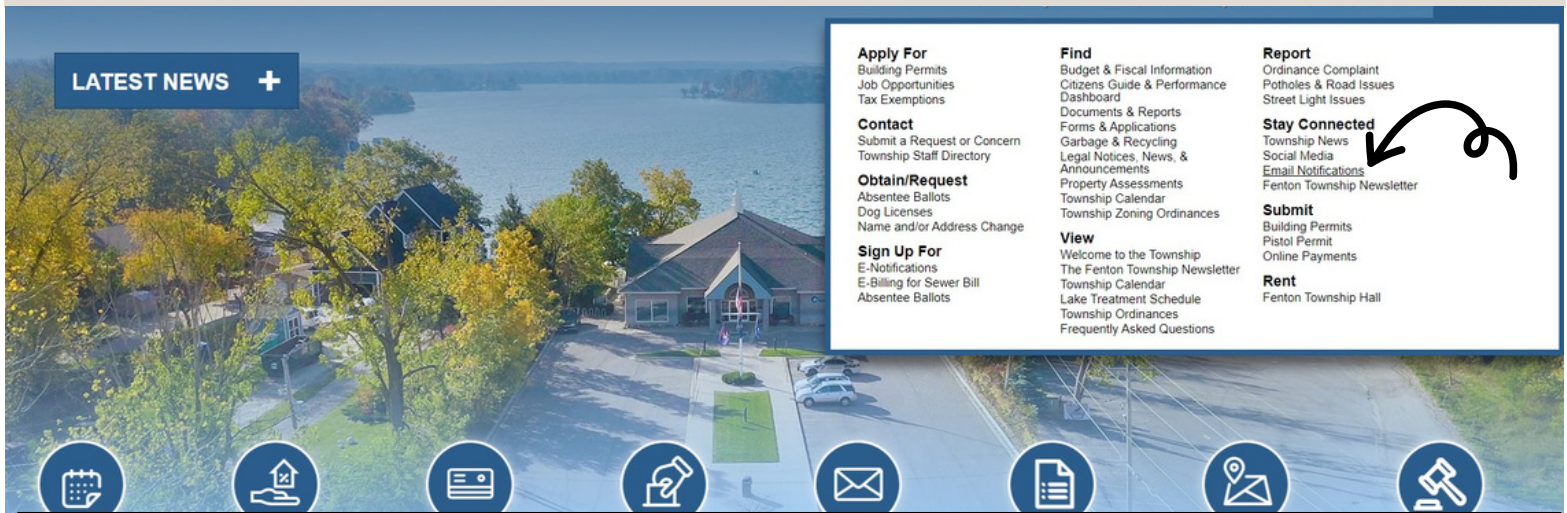 LATEST NEWS +
Apply For
Building Permits
Job Opportunities
Tax Exemptions
Contact
Submit a Request or Concern
Township Staff Directory
Obtain/Request
Absentee Ballots
Dog Licenses
Name and/or Address Change
Sign Up For
E-Notifications
E-Billing for Sewer Bill
Absentee Ballots
Find
Budget & Fiscal Information
Citizens Guide & Performance
Dashboard
Documents & Reports
Forms & Applications
Garbage & Recycling
Legal Notices, News, &
Announcements
Property Assessments
Township Calendar
Township Zoning Ordinances
View
Welcome to the Township
The Fenton Township Newsletter
Township Calendar
Lake Treatment Schedule
Township Ordinances
Frequently Asked Questions
Report
Ordinance Complaint
Potholes & Road Issues
Street Light Issues
Stay Connected
Township News
Social Media
Email Notifications
Fenton Township Newsletter
Submit
Building Permits
Pistol Permit
Online Payments
Rent
Fenton Township Hall